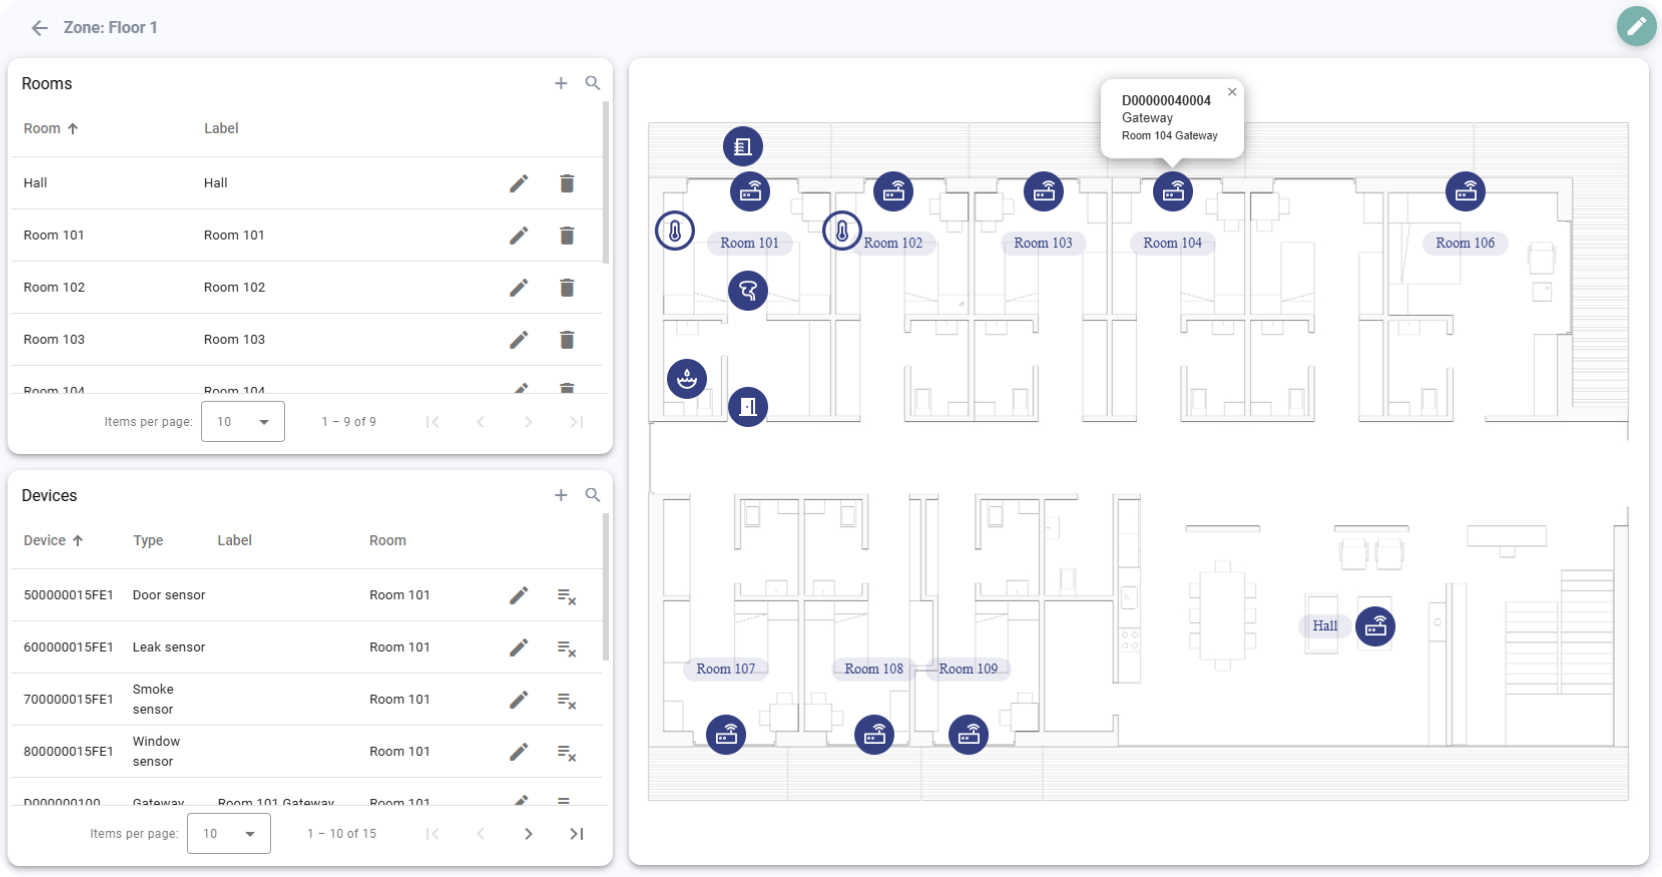 Zone: Floor 1
Rooms
Room Label
Hall Hall
Room 101 Room 101
Room 102 Room 102
Room 103 Room 103
Room 104 Room 104
Items per page: 10 1 – 9 of 9
Devices
Device Type Label Room
500000015FE1 Door sensor Room 101
600000015FE1 Leak sensor Room 101
700000015FE1 Smoke sensor Room 101
800000015FE1 Window sensor Room 101
D000000100 Gateway Room 101 Gateway Room 101
Items per page: 10 1 – 10 of 15
D00000040004
Gateway
Room 104 Gateway
Room 101
Room 102
Room 103
Room 104
Room 106
Hall
Room 107
Room 108
Room 109